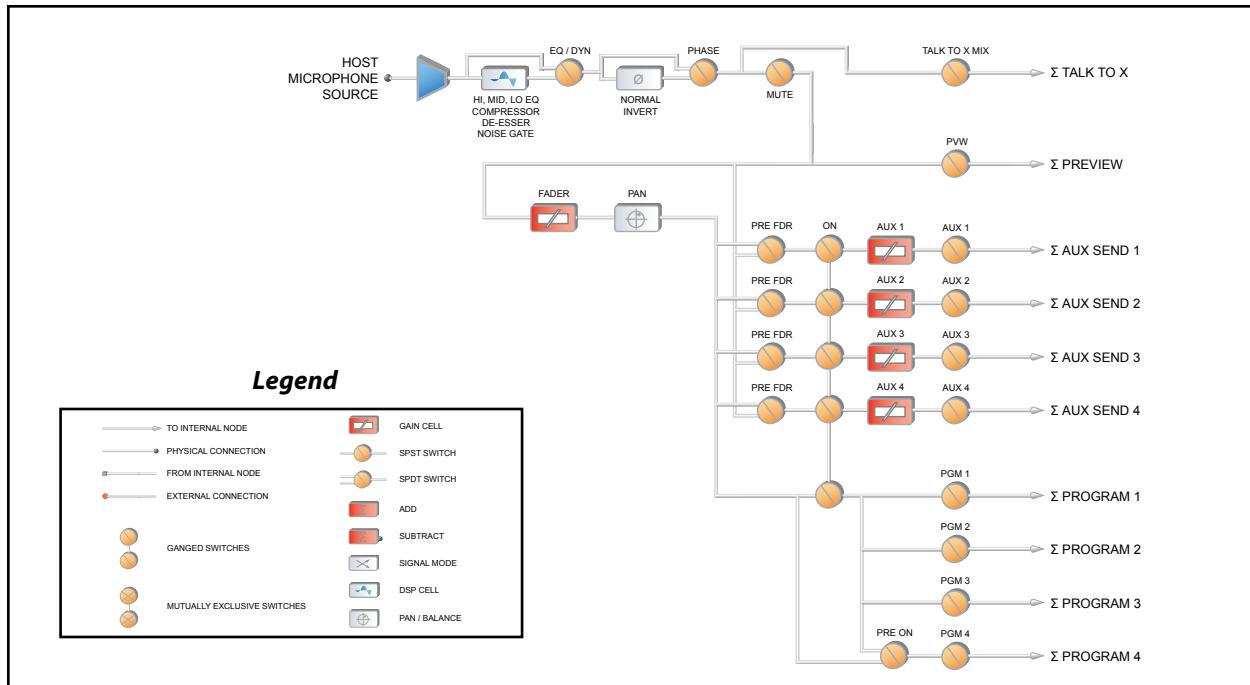 HOST
MICROPHONE
SOURCE
EQ / DYN
HI, MID, LO EQ
COMPRESSOR
DE-ESSER
NOISE GATE
Ø
NORMAL
INVERT
PHASE
MUTE
TALK TO X MIX
Σ TALK TO X
PVW
Σ PREVIEW
FADER
PAN
PRE FDR
ON
AUX 1
AUX 1
Σ AUX SEND 1
PRE FDR
AUX 2
AUX 2
Σ AUX SEND 2
PRE FDR
AUX 3
AUX 3
Σ AUX SEND 3
PRE FDR
AUX 4
AUX 4
Σ AUX SEND 4
PGM 1
Σ PROGRAM 1
PGM 2
Σ PROGRAM 2
PGM 3
Σ PROGRAM 3
PRE ON
PGM 4
Σ PROGRAM 4
Legend
TO INTERNAL NODE
PHYSICAL CONNECTION
FROM INTERNAL NODE
EXTERNAL CONNECTION
GANGED SWITCHES
MUTUALLY EXCLUSIVE SWITCHES
GAIN CELL
SPST SWITCH
SPDT SWITCH
Σ
ADD
Σ
SUBTRACT
SIGNAL MODE
DSP CELL
PAN / BALANCE